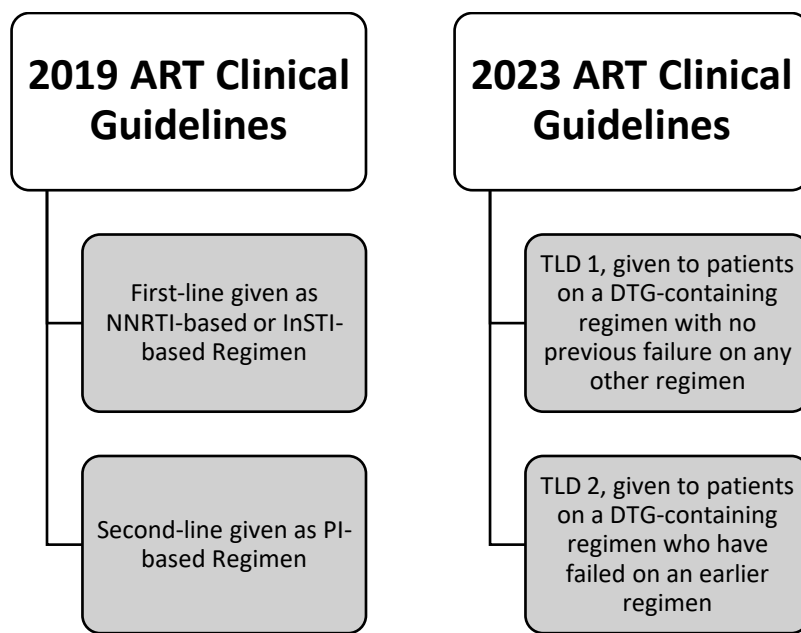 2019 ART Clinical
Guidelines
First-line given as
NNRTI-based or InSTI-
based Regimen
Second-line given as PI-
based Regimen
2023 ART Clinical
Guidelines
TLD 1, given to patients
on a DTG-containing
regimen with no
previous failure on any
other regimen
TLD 2, given to patients
on a DTG-containing
regimen who have
failed on an earlier
regimen